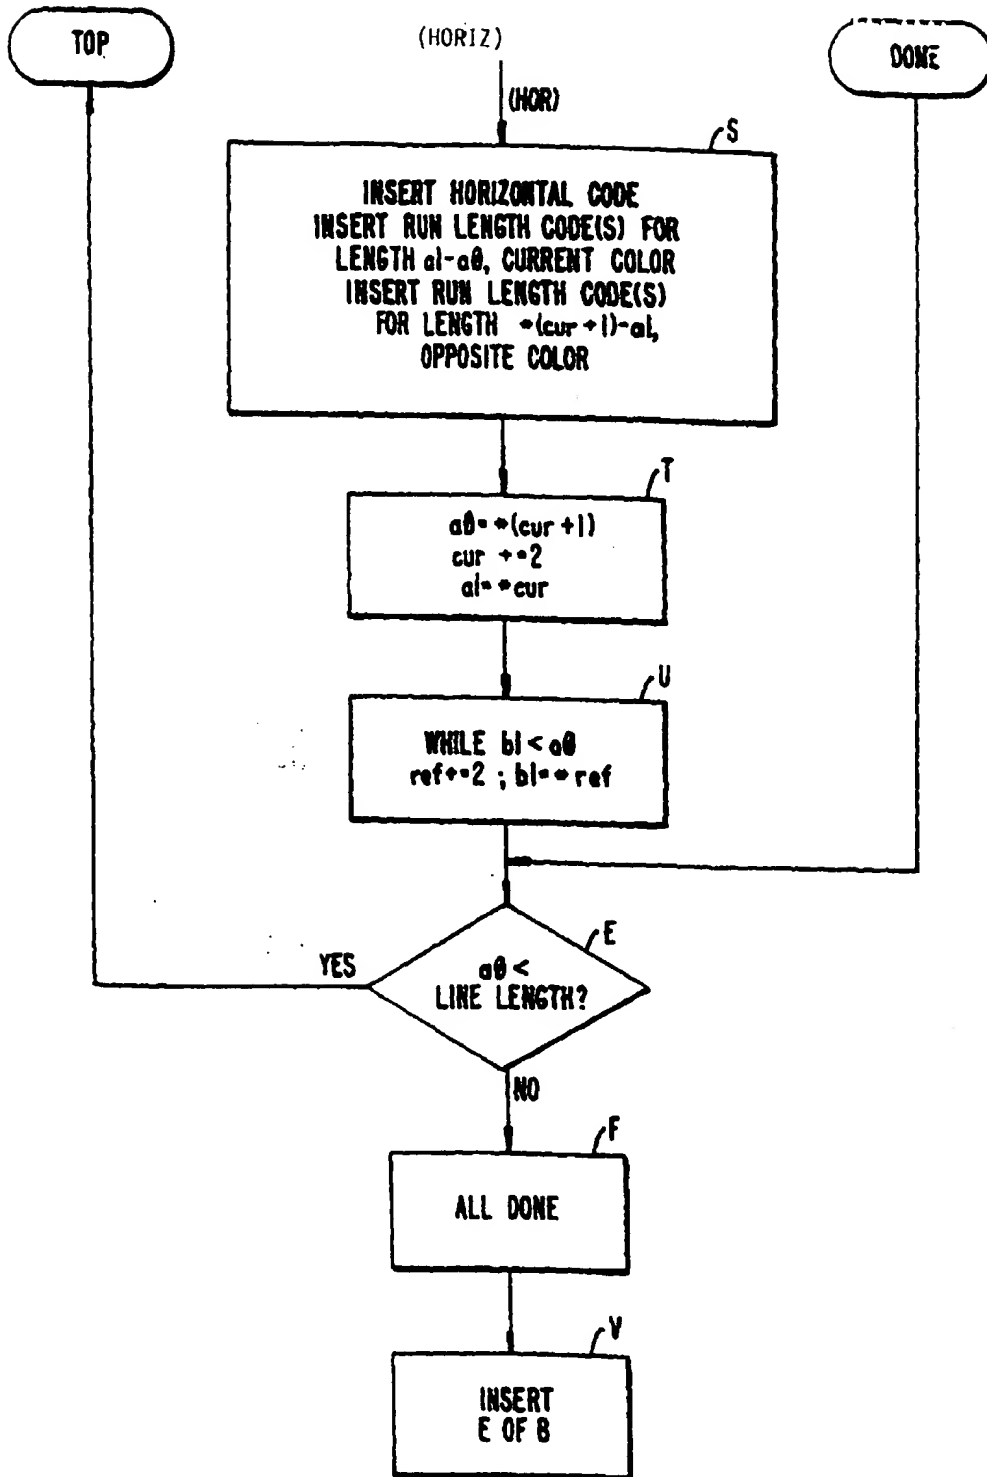 TOP
(HORIZ)
DONE
(HOR)
S
INSERT HORIZONTAL CODE
INSERT RUN LENGTH CODE(S) FOR
LENGTH a1-a0, CURRENT COLOR
INSERT RUN LENGTH CODE(S)
FOR LENGTH *(cur+1)-a1,
OPPOSITE COLOR
T
a0=*(cur+1)
cur +=2
a1=*cur
U
WHILE b1<a0
ref+=2 ; b1=*ref
E
YES
a0<
LINE LENGTH?
NO
F
ALL DONE
V
INSERT
E OF B